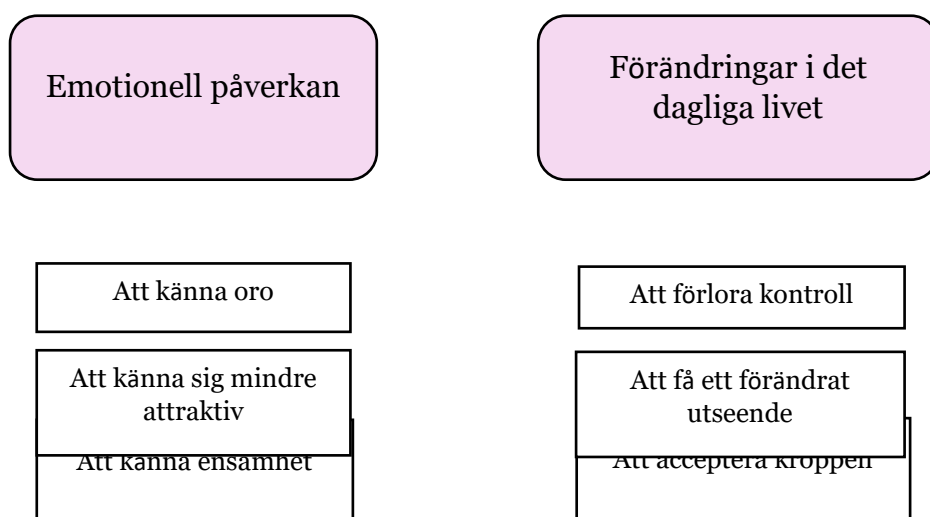 Emotionell påverkan
Förändringar i det
dagliga livet
Att känna oro
Att förlora kontroll
Att känna sig mindre
attraktiv
Att få ett förändrat
utseende
Att känna ensamhet
Att acceptera kroppen